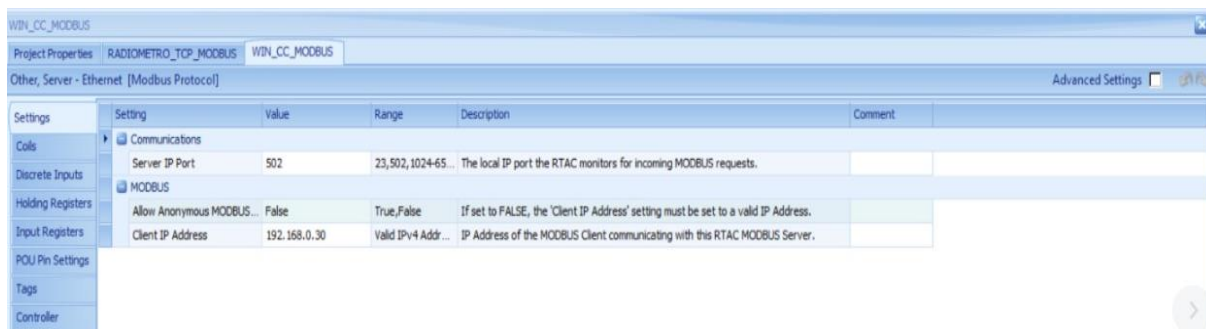 WIN_CC_MODBUS
Project Properties RADIOMETRO_TCP_MODBUS WIN_CC_MODBUS
Other, Server - Ethernet [Modbus Protocol] Advanced Settings
Settings
Coils
Discrete Inputs
Holding Registers
Input Registers
POU Pin Settings
Tags
Controller
Setting Value Range Description Comment
Communications
Server IP Port 502 23,502,1024-65... The local IP port the RTAC monitors for incoming MODBUS requests.
MODBUS
Allow Anonymous MODBUS... False True,False If set to FALSE, the 'Client IP Address' setting must be set to a valid IP Address.
Client IP Address 192.168.0.30 Valid IPv4 Addr... IP Address of the MODBUS Client communicating with this RTAC MODBUS Server.